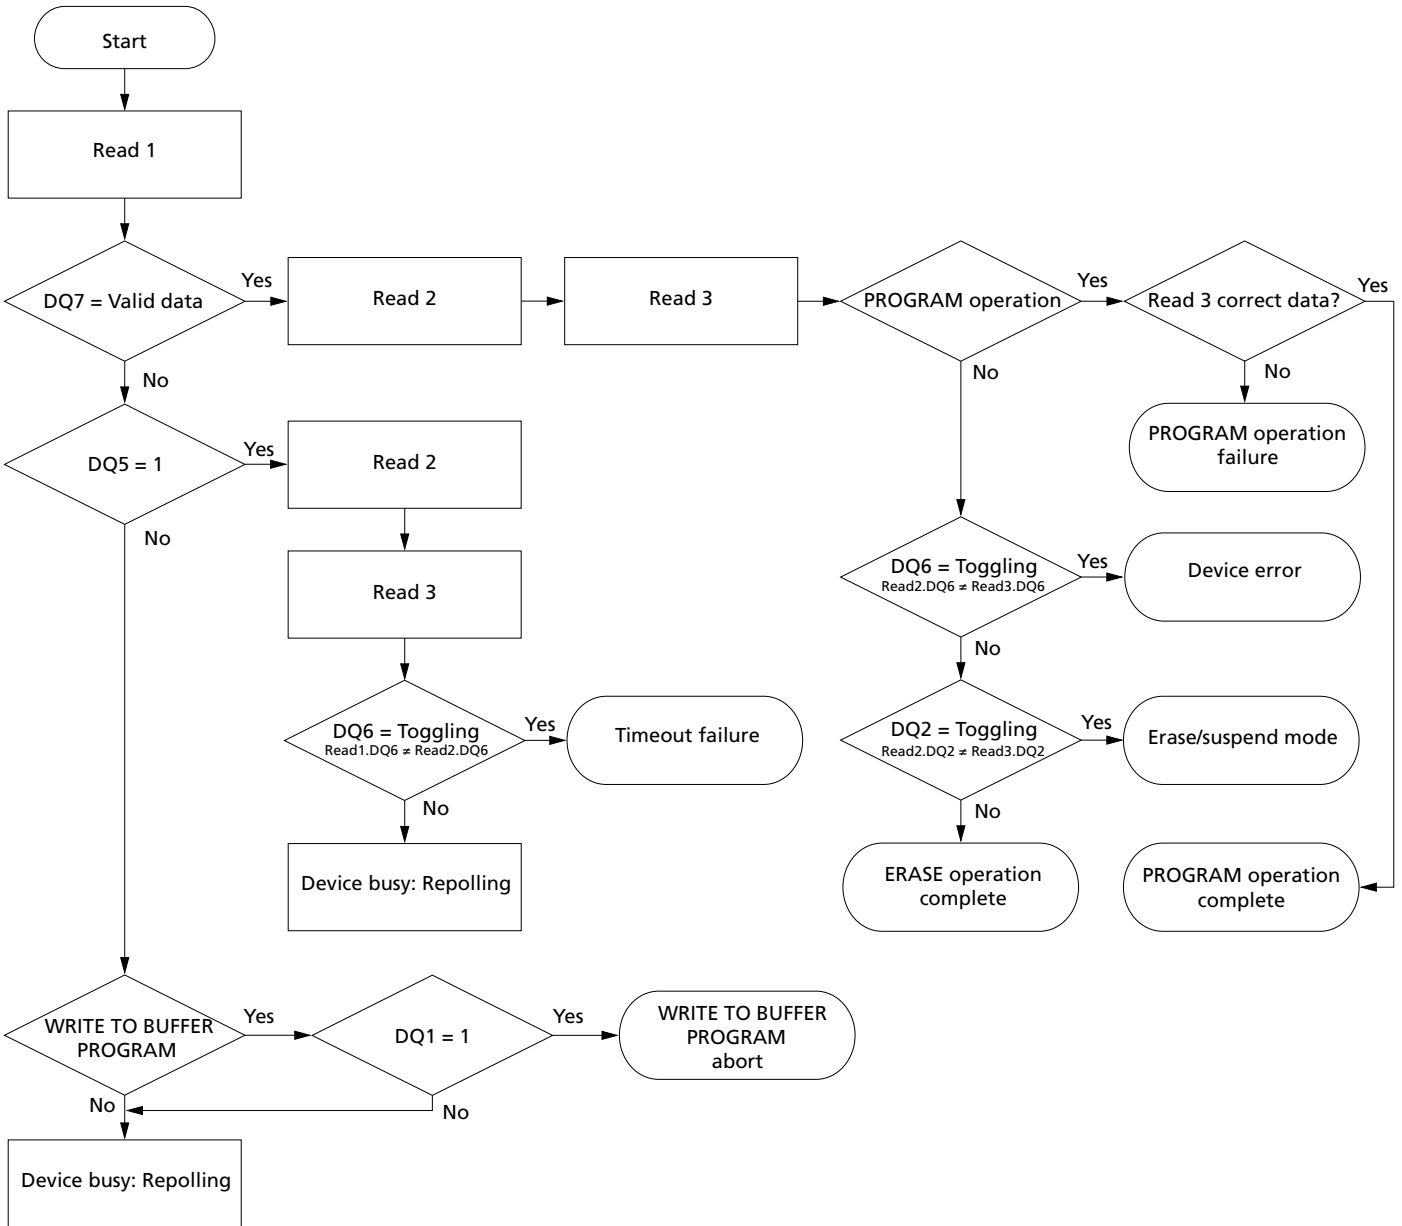 Start
Read 1
DQ7 = Valid data
Yes
Read 2
Read 3
PROGRAM operation
Yes
Read 3 correct data?
Yes
No
No
No
DQ5 = 1
Yes
Read 2
PROGRAM operation
failure
No
Read 3
DQ6 = Toggling
Read2.DQ6 ≠ Read3.DQ6
Yes
Device error
No
DQ6 = Toggling
Read1.DQ6 ≠ Read2.DQ6
Yes
Timeout failure
DQ2 = Toggling
Read2.DQ2 ≠ Read3.DQ2
Yes
Erase/suspend mode
No
No
Device busy: Repolling
ERASE operation
complete
PROGRAM operation
complete
WRITE TO BUFFER
PROGRAM
Yes
DQ1 = 1
Yes
WRITE TO BUFFER
PROGRAM
abort
No
No
Device busy: Repolling